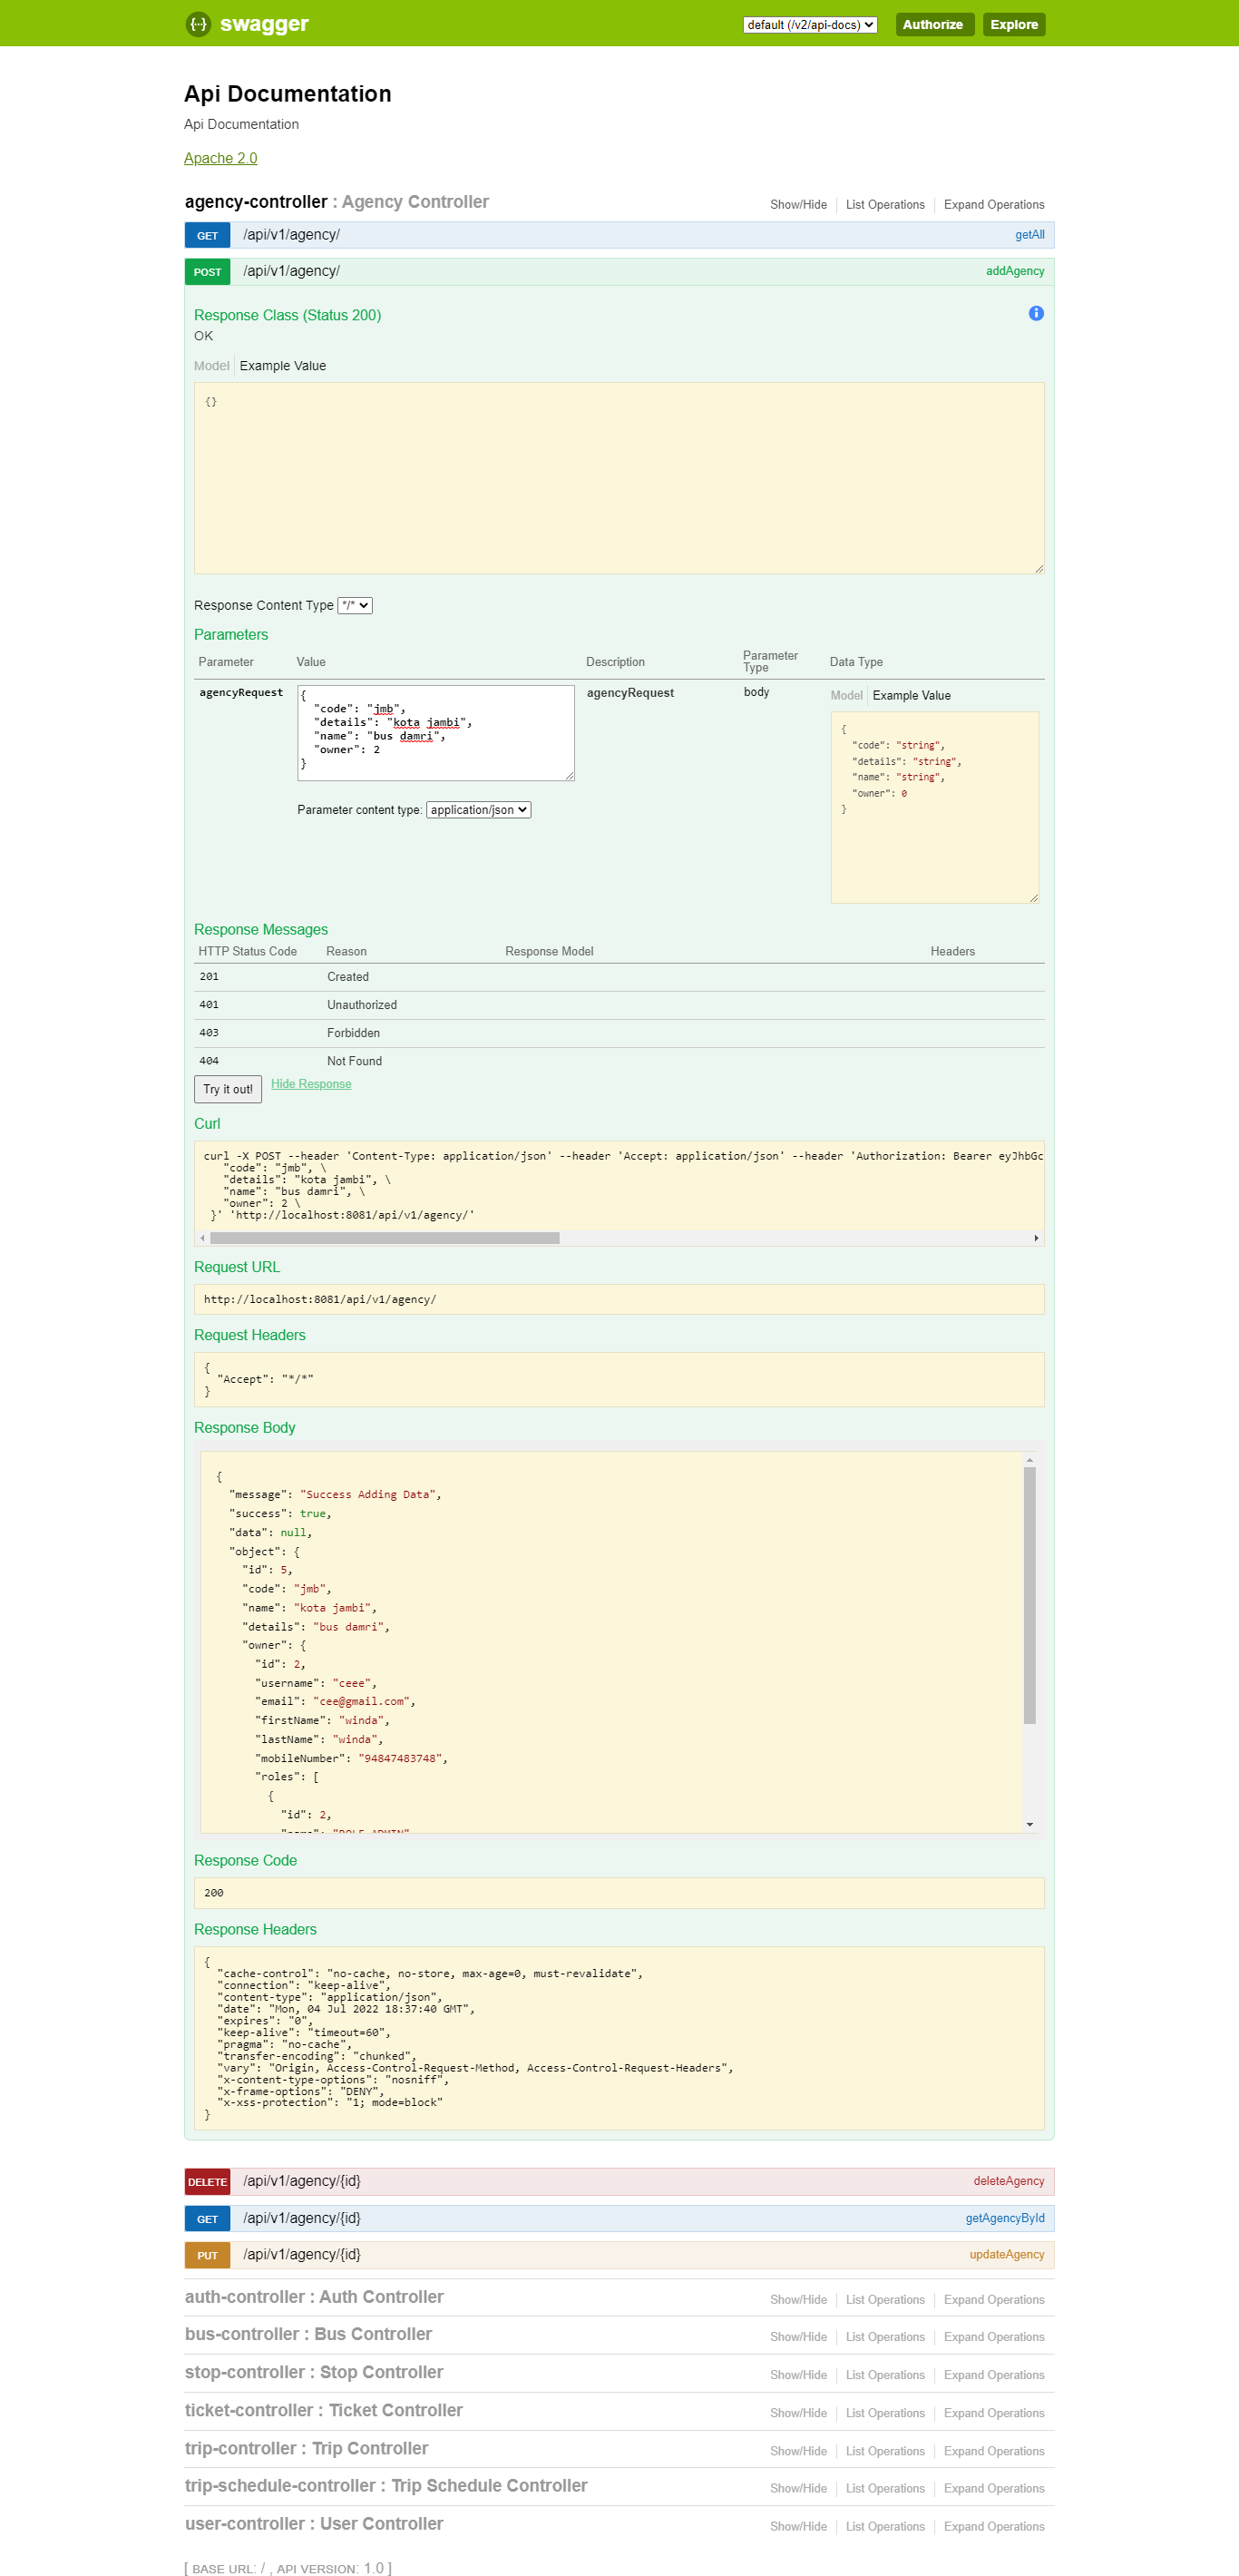 swagger default (/v2/api-docs) Authorize Explore
Api Documentation
Api Documentation
Apache 2.0
agency-controller : Agency Controller Show/Hide List Operations Expand Operations
GET /api/v1/agency/ getAll
POST /api/v1/agency/ addAgency
Response Class (Status 200)
OK
Model Example Value
{}
Response Content Type */*
Parameters
Parameter Value Description Parameter Type Data Type
agencyRequest
{
"code": "jmb",
"details": "kota jambi",
"name": "bus damri",
"owner": 2
}
Parameter content type: application/json
agencyRequest body
Model Example Value
{
"code": "string",
"details": "string",
"name": "string",
"owner": 0
}
Response Messages
HTTP Status Code Reason Response Model Headers
201 Created
401 Unauthorized
403 Forbidden
404 Not Found
Try it out! Hide Response
Curl
curl -X POST --header 'Content-Type: application/json' --header 'Accept: application/json' --header 'Authorization: Bearer eyJhbGc
"code": "jmb", \
"details": "kota jambi", \
"name": "bus damri", \
"owner": 2 \
}' 'http://localhost:8081/api/v1/agency/'
Request URL
http://localhost:8081/api/v1/agency/
Request Headers
{
"Accept": "*/*"
}
Response Body
{
"message": "Success Adding Data",
"success": true,
"data": null,
"object": {
"id": 5,
"code": "jmb",
"name": "kota jambi",
"details": "bus damri",
"owner": {
"id": 2,
"username": "ceee",
"email": "cee@gmail.com",
"firstName": "winda",
"lastName": "winda",
"mobileNumber": "94847483748",
"roles": [
{
"id": 2,
"name": "ROLE_ADMIN"
Response Code
200
Response Headers
{
"cache-control": "no-cache, no-store, max-age=0, must-revalidate",
"connection": "keep-alive",
"content-type": "application/json",
"date": "Mon, 04 Jul 2022 18:37:40 GMT",
"expires": "0",
"keep-alive": "timeout=60",
"pragma": "no-cache",
"transfer-encoding": "chunked",
"vary": "Origin, Access-Control-Request-Method, Access-Control-Request-Headers",
"x-content-type-options": "nosniff",
"x-frame-options": "DENY",
"x-xss-protection": "1; mode=block"
}
DELETE /api/v1/agency/{id} deleteAgency
GET /api/v1/agency/{id} getAgencyById
PUT /api/v1/agency/{id} updateAgency
auth-controller : Auth Controller Show/Hide List Operations Expand Operations
bus-controller : Bus Controller Show/Hide List Operations Expand Operations
stop-controller : Stop Controller Show/Hide List Operations Expand Operations
ticket-controller : Ticket Controller Show/Hide List Operations Expand Operations
trip-controller : Trip Controller Show/Hide List Operations Expand Operations
trip-schedule-controller : Trip Schedule Controller Show/Hide List Operations Expand Operations
user-controller : User Controller Show/Hide List Operations Expand Operations
[ BASE URL: / , API VERSION: 1.0 ]